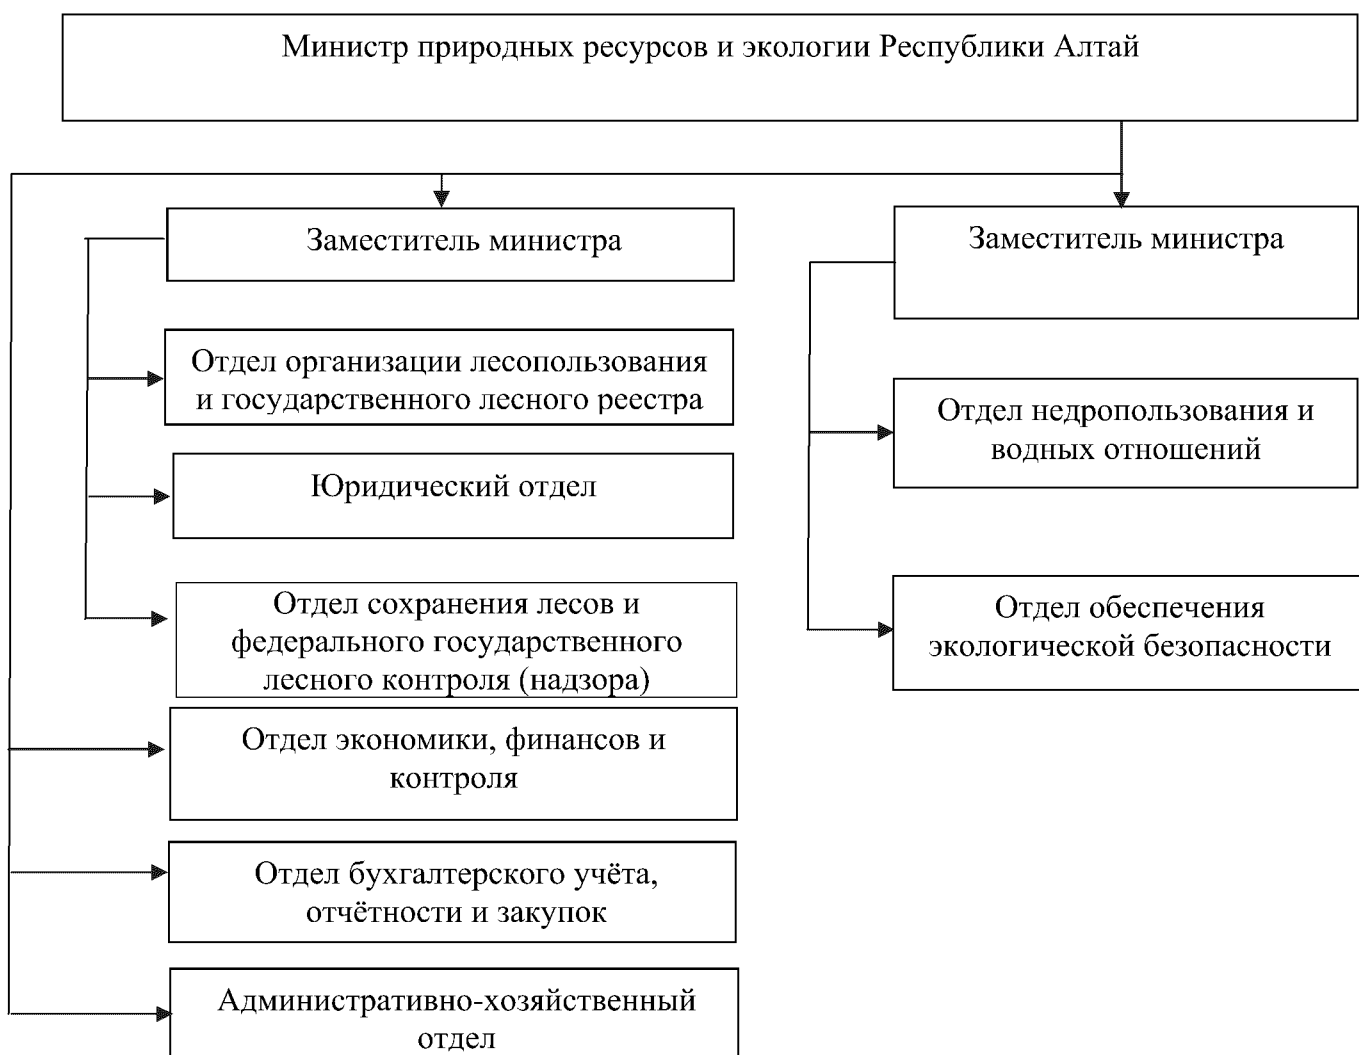 Министр природных ресурсов и экологии Республики Алтай
Заместитель министра
Отдел организации лесопользования
и государственного лесного реестра
Юридический отдел
Отдел сохранения лесов и
федерального государственного
лесного контроля (надзора)
Отдел экономики, финансов и
контроля
Отдел бухгалтерского учёта,
отчётности и закупок
Административно-хозяйственный
отдел
Заместитель министра
Отдел недропользования и
водных отношений
Отдел обеспечения
экологической безопасности